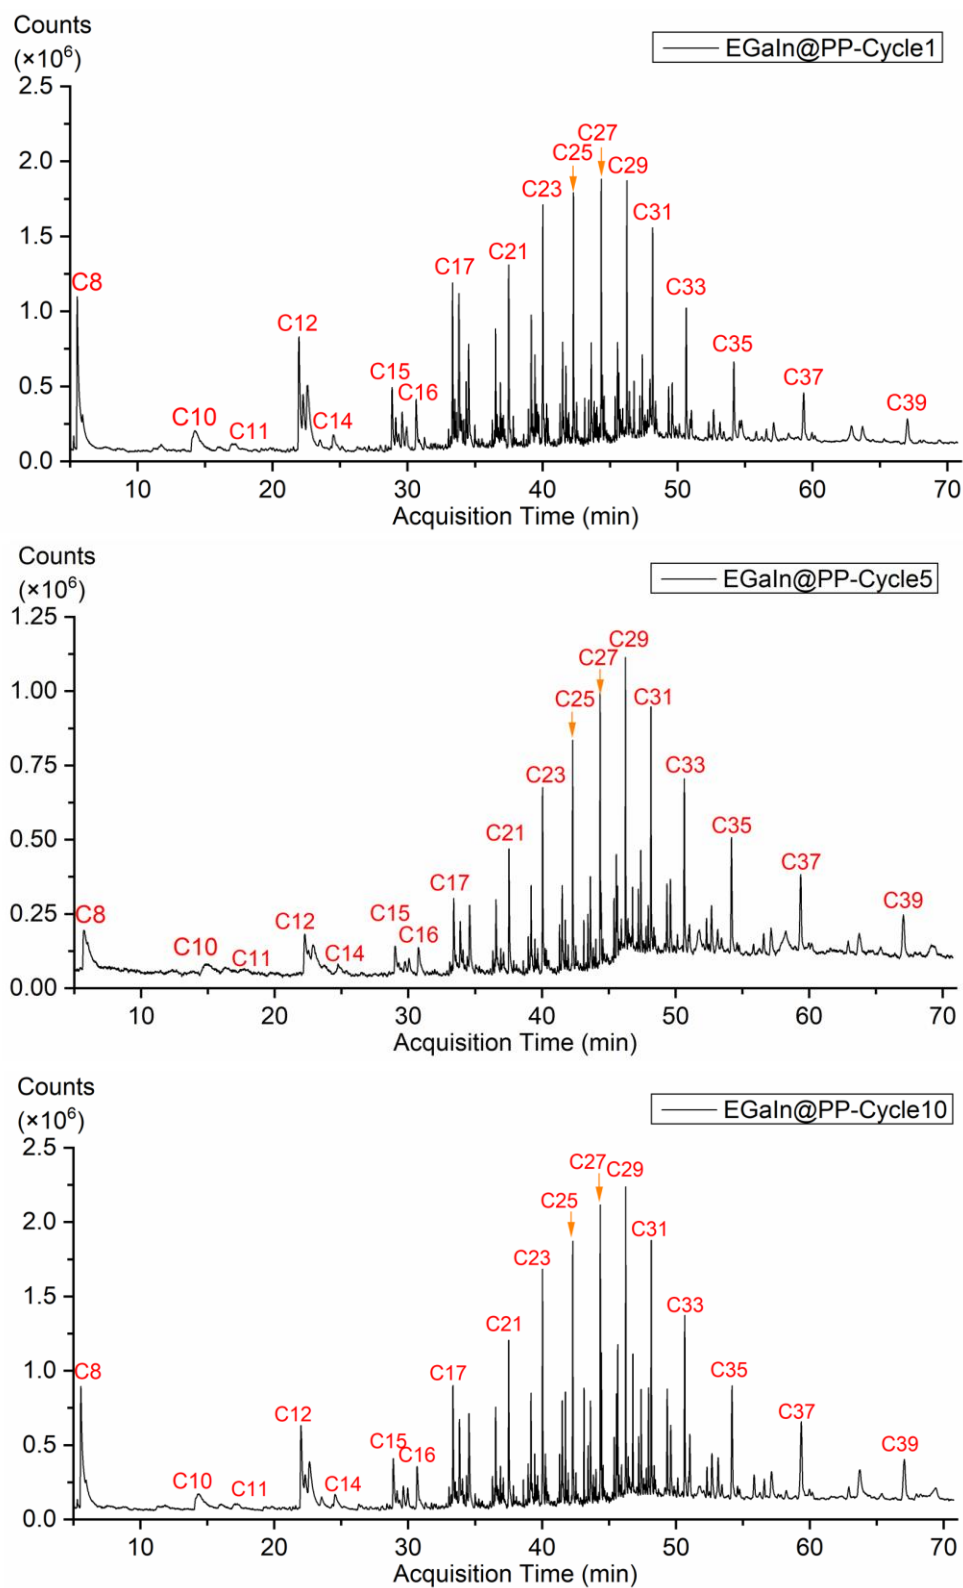 Counts
(×10⁶)
EGaIn@PP-Cycle1
2.5
2.0
1.5
1.0
0.5
0.0
C8
C10
C11
C12
C14
C15
C16
C17
C21
C23
C25
C27
C29
C31
C33
C35
C37
C39
10 20 30 40 50 60 70
Acquisition Time (min)
Counts
(×10⁶)
EGaIn@PP-Cycle5
1.25
1.00
0.75
0.50
0.25
0.00
C8
C10
C11
C12
C14
C15
C16
C17
C21
C23
C25
C27
C29
C31
C33
C35
C37
C39
10 20 30 40 50 60 70
Acquisition Time (min)
Counts
(×10⁶)
EGaIn@PP-Cycle10
2.5
2.0
1.5
1.0
0.5
0.0
C8
C10
C11
C12
C14
C15
C16
C17
C21
C23
C25
C27
C29
C31
C33
C35
C37
C39
10 20 30 40 50 60 70
Acquisition Time (min)